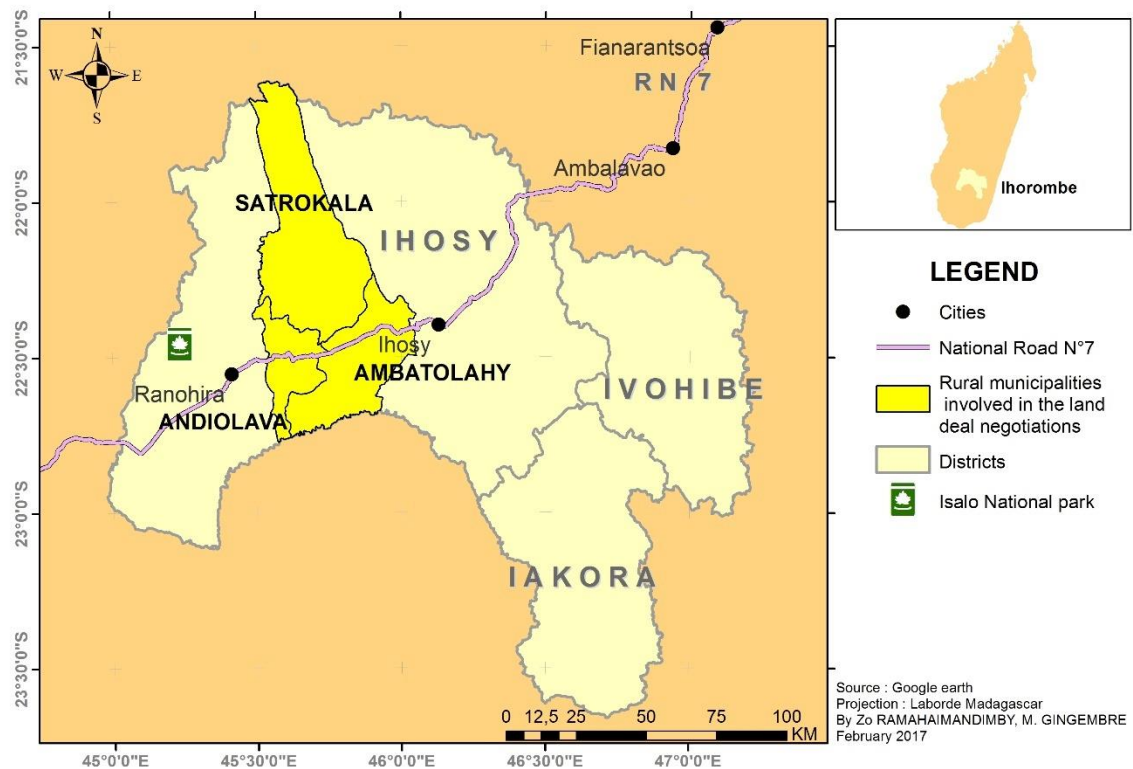 N
W
E
S
21°30'0"S
22°0'0"S
22°30'0"S
23°0'0"S
23°30'0"S
Fianarantsoa
RN 7
Ambalavao
SATROKALA
IHOSY
Ihosy
Ranohira
AMBATOLAHY
ANDIOLAVA
IVOHIBE
IAKORA
0 12,5 25 50 75 100
KM
45°0'0"E 45°30'0"E 46°0'0"E 46°30'0"E 47°0'0"E
Ihorombe
LEGEND
Cities
National Road N°7
Rural municipalities
involved in the land
deal negotiations
Districts
Isalo National park
Source : Google earth
Projection : Laborde Madagascar
By Zo RAMAHAIMANDIMBY, M. GINGEMBRE
February 2017